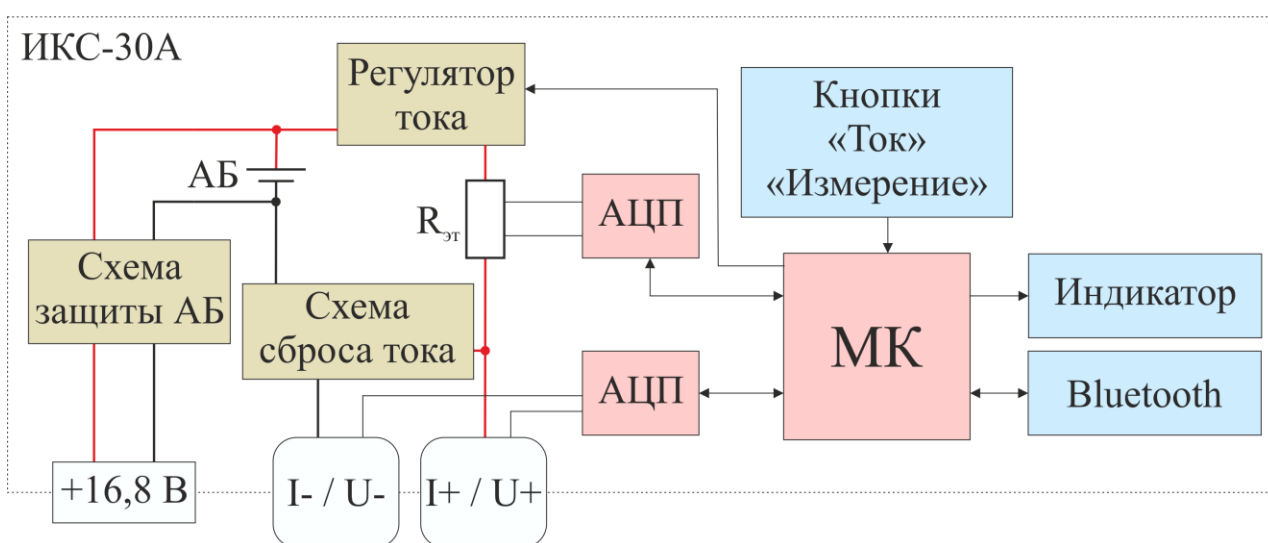 ИКС-30А
Регулятор
тока
Кнопки
«Ток»
«Измерение»
АБ
Rэт
АЦП
Схема
защиты АБ
Схема
сброса тока
МК
Индикатор
АЦП
Bluetooth
+16,8 В
I- / U-
I+ / U+